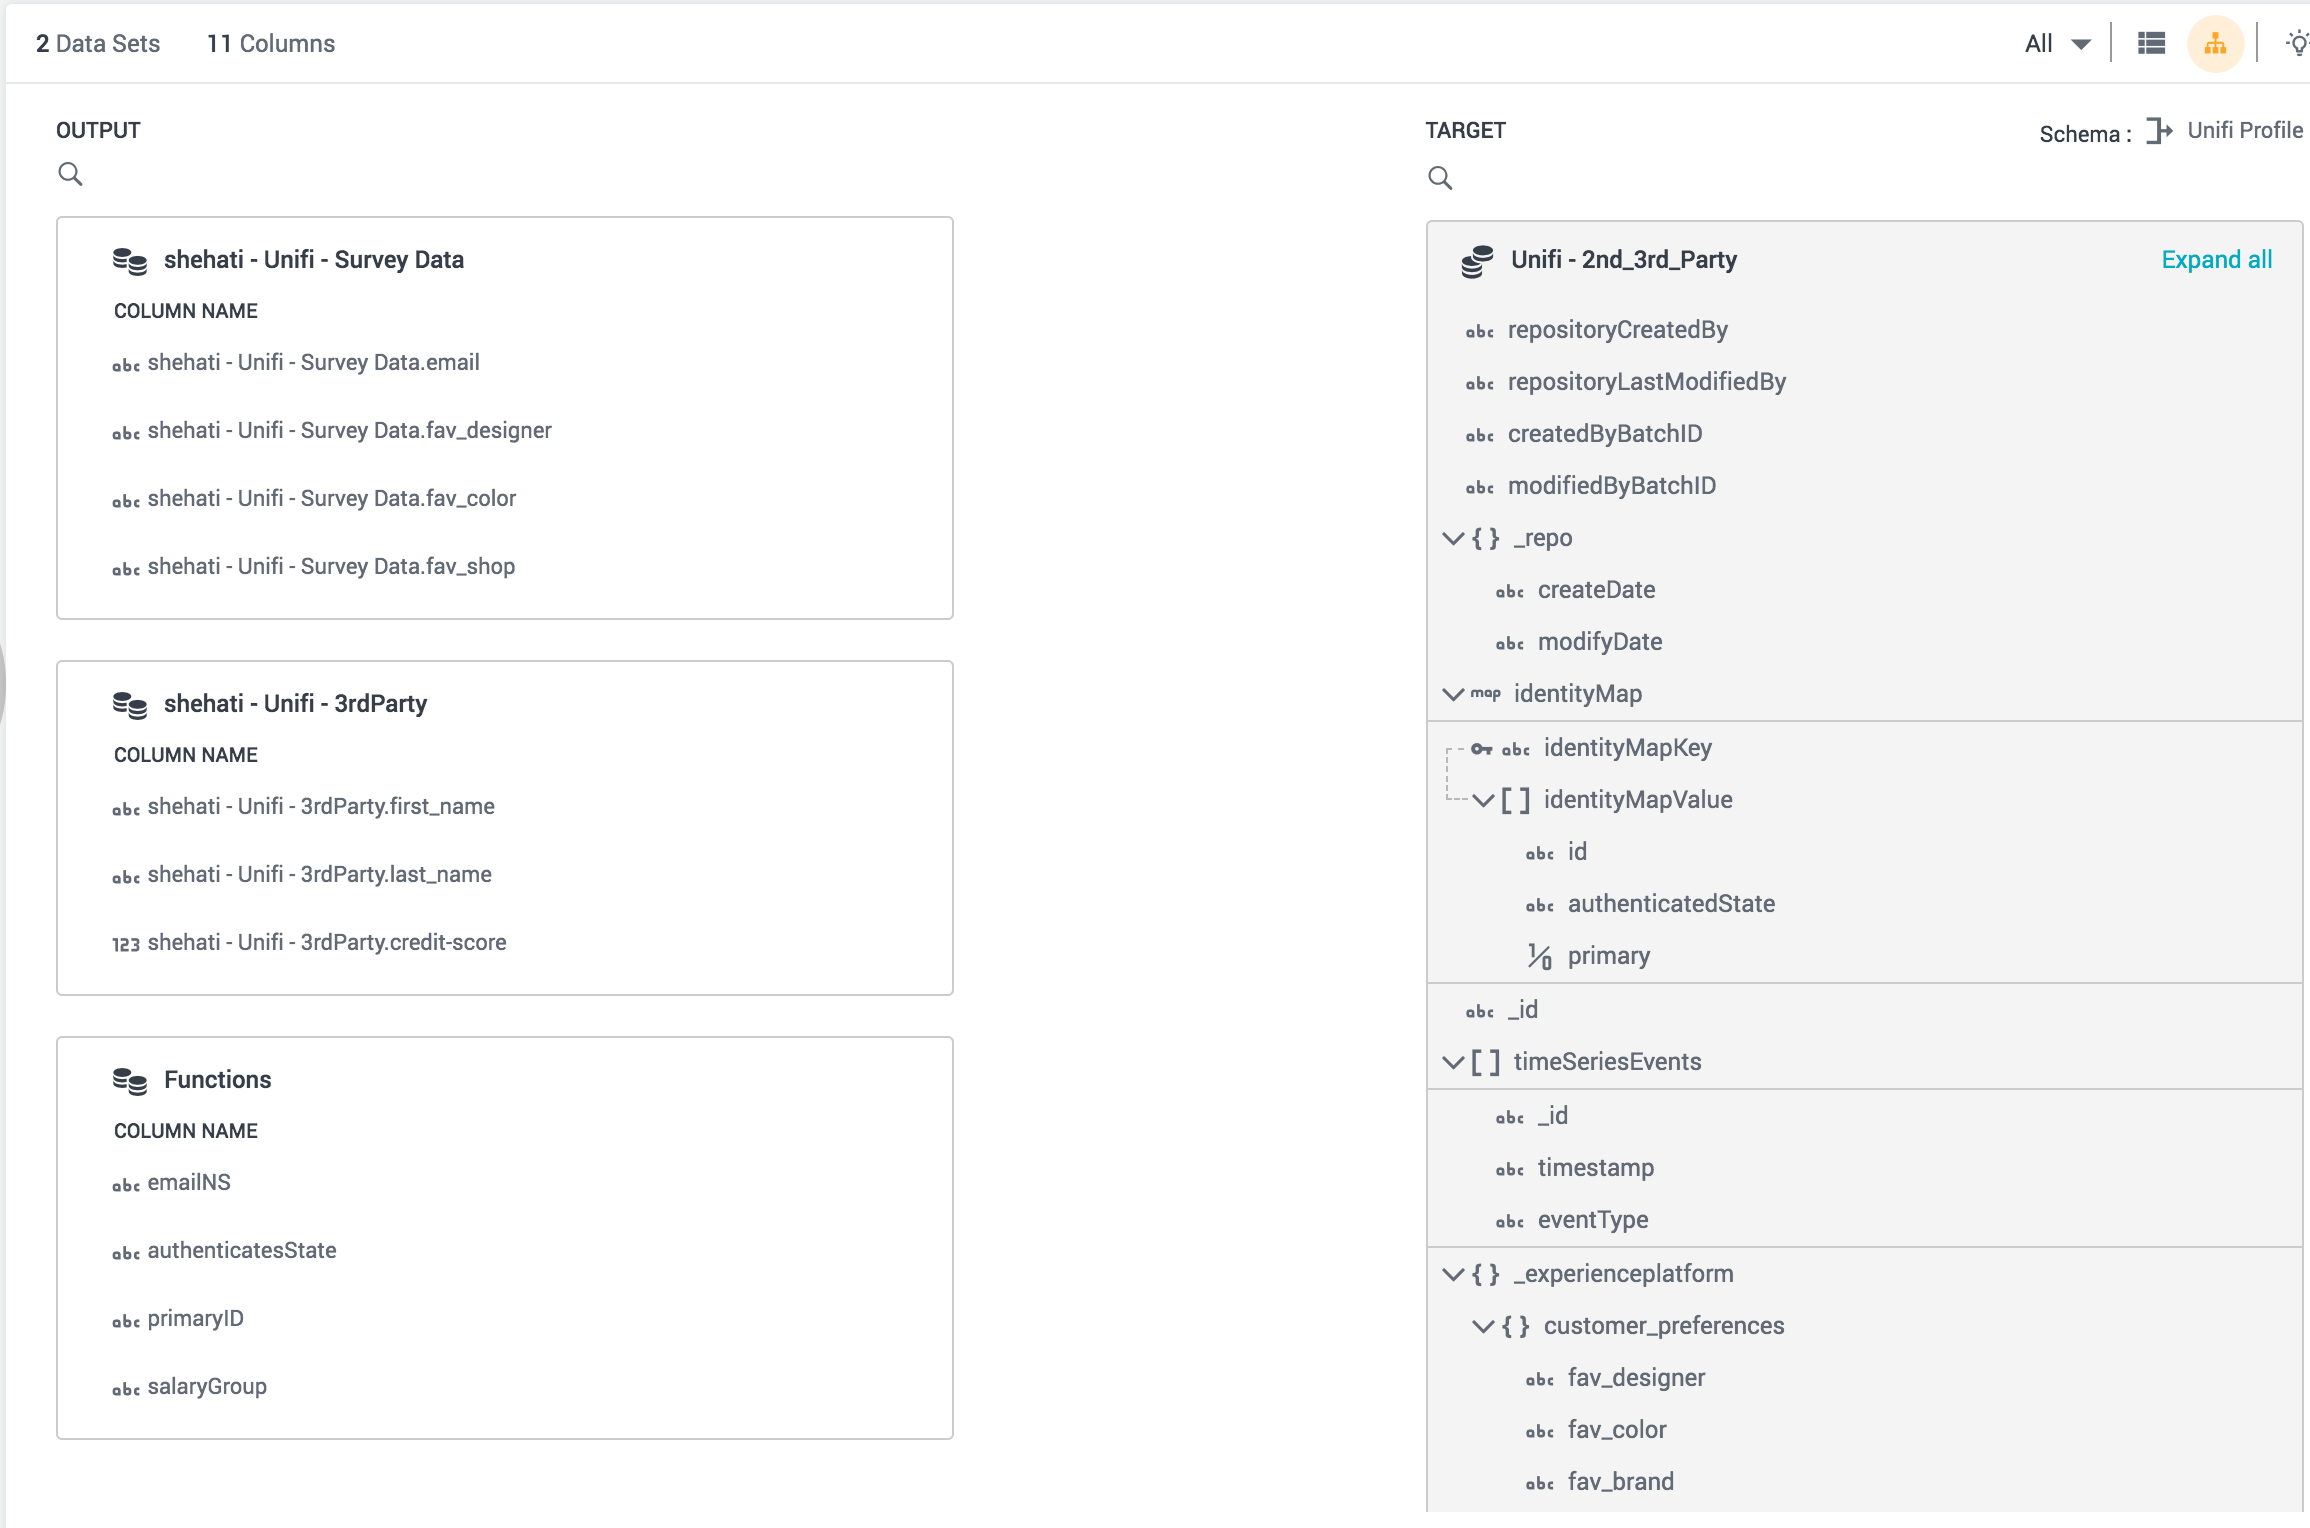 2 Data Sets 11 Columns All
OUTPUT
shehati - Unifi - Survey Data
COLUMN NAME
abc shehati - Unifi - Survey Data.email
abc shehati - Unifi - Survey Data.fav_designer
abc shehati - Unifi - Survey Data.fav_color
abc shehati - Unifi - Survey Data.fav_shop
shehati - Unifi - 3rdParty
COLUMN NAME
abc shehati - Unifi - 3rdParty.first_name
abc shehati - Unifi - 3rdParty.last_name
123 shehati - Unifi - 3rdParty.credit-score
Functions
COLUMN NAME
abc emailNS
abc authenticatesState
abc primaryID
abc salaryGroup
TARGET
Schema : Unifi Profile
Unifi - 2nd_3rd_Party Expand all
abc repositoryCreatedBy
abc repositoryLastModifiedBy
abc createdByBatchID
abc modifiedByBatchID
{ } _repo
abc createDate
abc modifyDate
map identityMap
abc identityMapKey
[ ] identityMapValue
abc id
abc authenticatedState
1/0 primary
abc _id
[ ] timeSeriesEvents
abc _id
abc timestamp
abc eventType
{ } _experienceplatform
{ } customer_preferences
abc fav_designer
abc fav_color
abc fav_brand